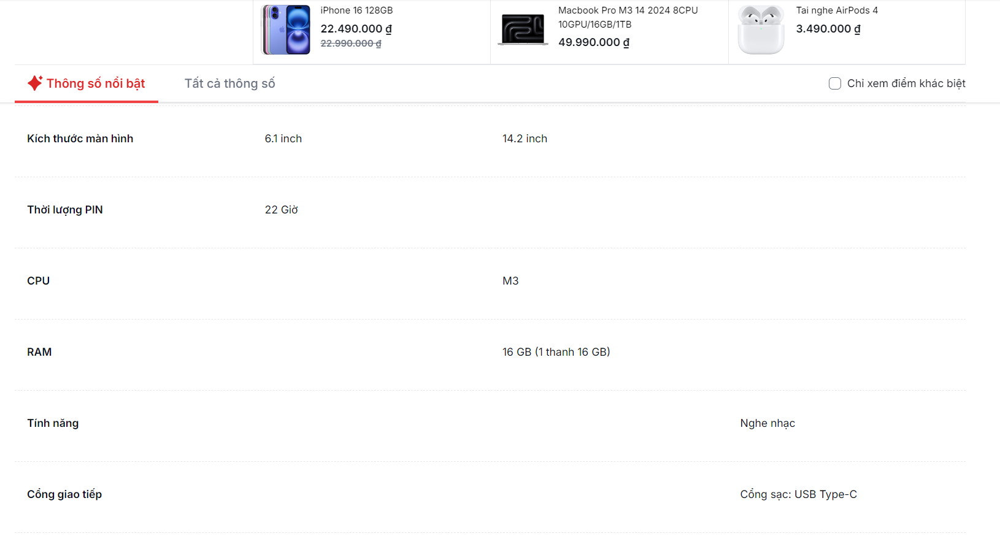 iPhone 16 128GB
22.490.000 ₫
22.990.000 ₫
Macbook Pro M3 14 2024 8CPU
10GPU/16GB/1TB
49.990.000 ₫
Tai nghe AirPods 4
3.490.000 ₫
Thông số nổi bật
Tất cả thông số
Chỉ xem điểm khác biệt
Kích thước màn hình 6.1 inch 14.2 inch
Thời lượng PIN 22 Giờ
CPU M3
RAM 16 GB (1 thanh 16 GB)
Tính năng Nghe nhạc
Cổng giao tiếp Cổng sạc: USB Type-C